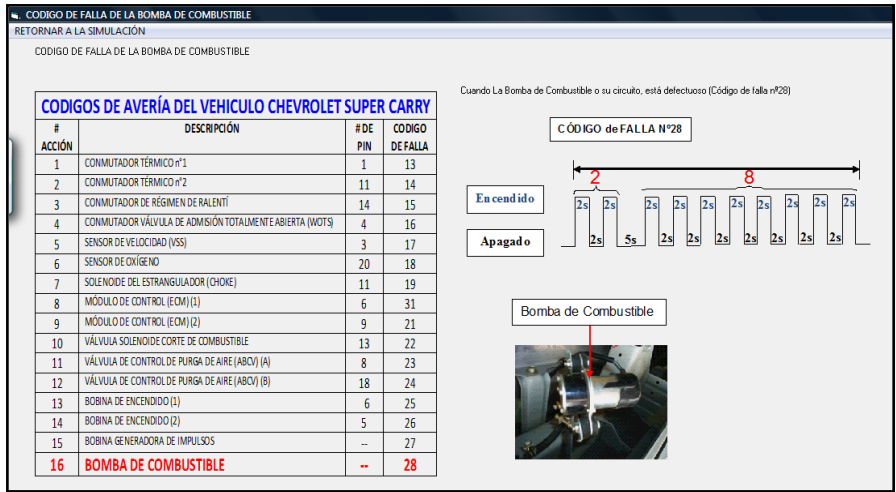 CODIGO DE FALLA DE LA BOMBA DE COMBUSTIBLE
RETORNAR A LA SIMULACIÓN
CODIGO DE FALLA DE LA BOMBA DE COMBUSTIBLE
CODIGOS DE AVERÍA DEL VEHICULO CHEVROLET SUPER CARRY
# ACCIÓN DESCRIPCIÓN # DE PIN CODIGO DE FALLA
1 CONMUTADOR TÉRMICO n°1 1 13
2 CONMUTADOR TÉRMICO n°2 11 14
3 CONMUTADOR DE RÉGIMEN DE RALENTÍ 14 15
4 CONMUTADOR VÁLVULA DE ADMISIÓN TOTALMENTE ABIERTA (WOTS) 4 16
5 SENSOR DE VELOCIDAD (VSS) 3 17
6 SENSOR DE OXÍGENO 20 18
7 SOLENOIDE DEL ESTRANGULADOR (CHOKE) 11 19
8 MÓDULO DE CONTROL (ECM) (1) 6 31
9 MÓDULO DE CONTROL (ECM) (2) 9 21
10 VÁLVULA SOLENOIDE CORTE DE COMBUSTIBLE 13 22
11 VÁLVULA DE CONTROL DE PURGA DE AIRE (ABCV) (A) 8 23
12 VÁLVULA DE CONTROL DE PURGA DE AIRE (ABCV) (B) 18 24
13 BOBINA DE ENCENDIDO (1) 6 25
14 BOBINA DE ENCENDIDO (2) 5 26
15 BOBINA GENERADORA DE IMPULSOS -- 27
16 BOMBA DE COMBUSTIBLE -- 28
Cuando La Bomba de Combustible o su circuito, está defectuoso (Código de falla nº28)
CÓDIGO de FALLA Nº28
2 8
Encendido
2s 2s 2s 2s 2s 2s 2s 2s 2s 2s
Apagado
2s 5s 2s 2s 2s 2s 2s 2s 2s
Bomba de Combustible